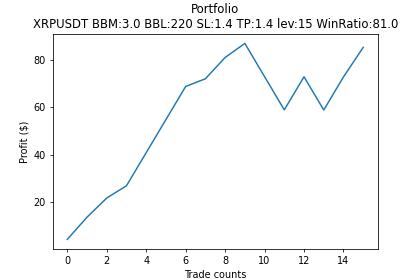 Portfolio
XRPUSDT BBM:3.0 BBL:220 SL:1.4 TP:1.4 lev:15 WinRatio:81.0
Profit ($)
80
60
40
20
0 2 4 6 8 10 12 14
Trade counts